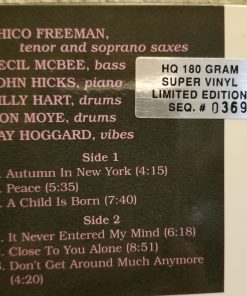 HICO FREEMAN,
tenor and soprano saxes
ECIL MCBEE, bass
OHN HICKS, piano
ILLY HART, drums
ON MOYE, drums
AY HOGGARD, vibes
HQ 180 GRAM
SUPER VINYL
LIMITED EDITION
SEQ. # 0369
Side 1
. Autumn In New York (4:15)
. Peace (5:35)
. A Child Is Born (7:40)
Side 2
. It Never Entered My Mind (6:18)
. Close To You Alone (8:51)
. Don't Get Around Much Anymore
(4:20)